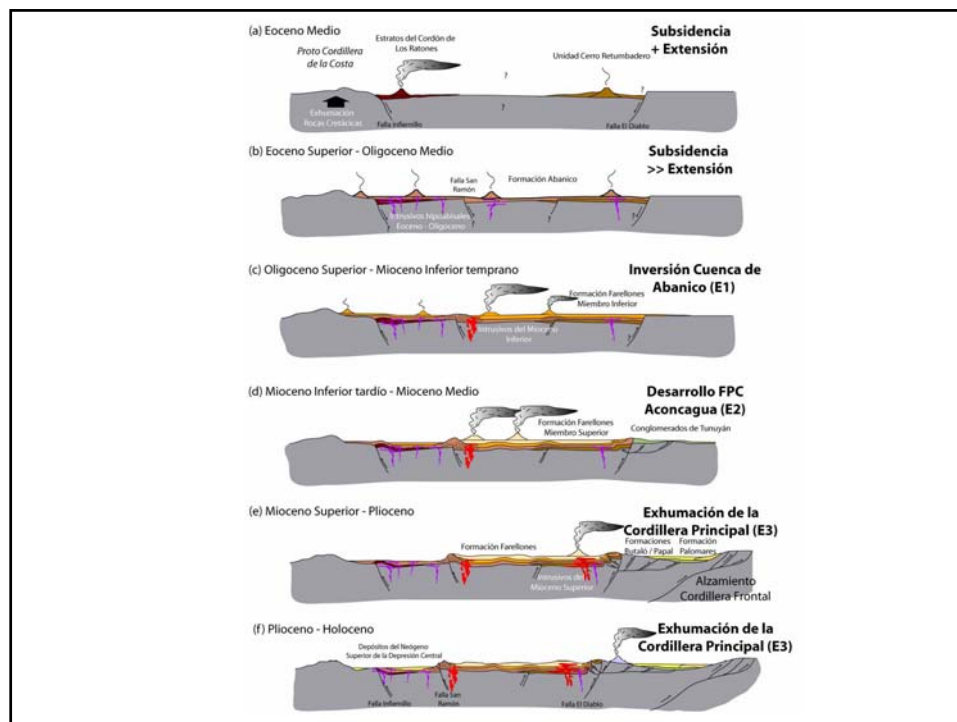 (a) Eoceno Medio
Subsidencia
+ Extensión
Proto Cordillera
de la Costa
Estratos del Cordón de
Los Ratones
Unidad Cerro Retumbadero
?
?
?
Exhumación
Rocas Cretácicas
Falla Infiernillo
Falla El Diablo
(b) Eoceno Superior - Oligoceno Medio
Subsidencia
>> Extensión
Falla San
Ramón
Formación Abanico
Intrusivos hipabisales
Eoceno - Oligoceno
(c) Oligoceno Superior - Mioceno Inferior temprano
Inversión Cuenca de
Abanico (E1)
Formación Farellones
Miembro Inferior
Intrusivos del Mioceno
Inferior
(d) Mioceno Inferior tardío - Mioceno Medio
Desarrollo FPC
Aconcagua (E2)
Formación Farellones
Miembro Superior
Conglomerados de Tunuyán
(e) Mioceno Superior - Plioceno
Exhumación de la
Cordillera Principal (E3)
Formación Farellones
Formaciones
Butaló / Papal
Formación
Palomares
Intrusivos del
Mioceno Superior
Alzamiento
Cordillera Frontal
(f) Plioceno - Holoceno
Exhumación de la
Cordillera Principal (E3)
Depósitos del Neógeno
Superior de la Depresión Central
Falla Infiernillo
Falla San
Ramón
Falla El Diablo